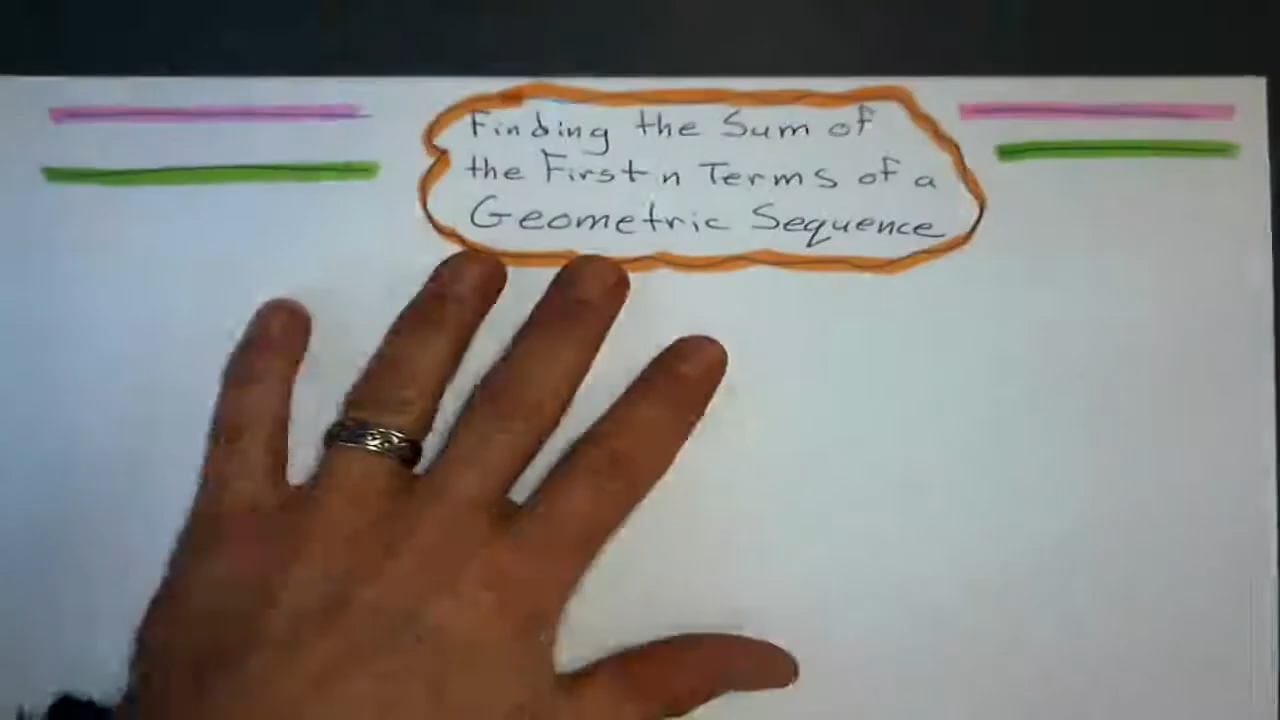 Finding the Sum of
the First n Terms of a
Geometric Sequence